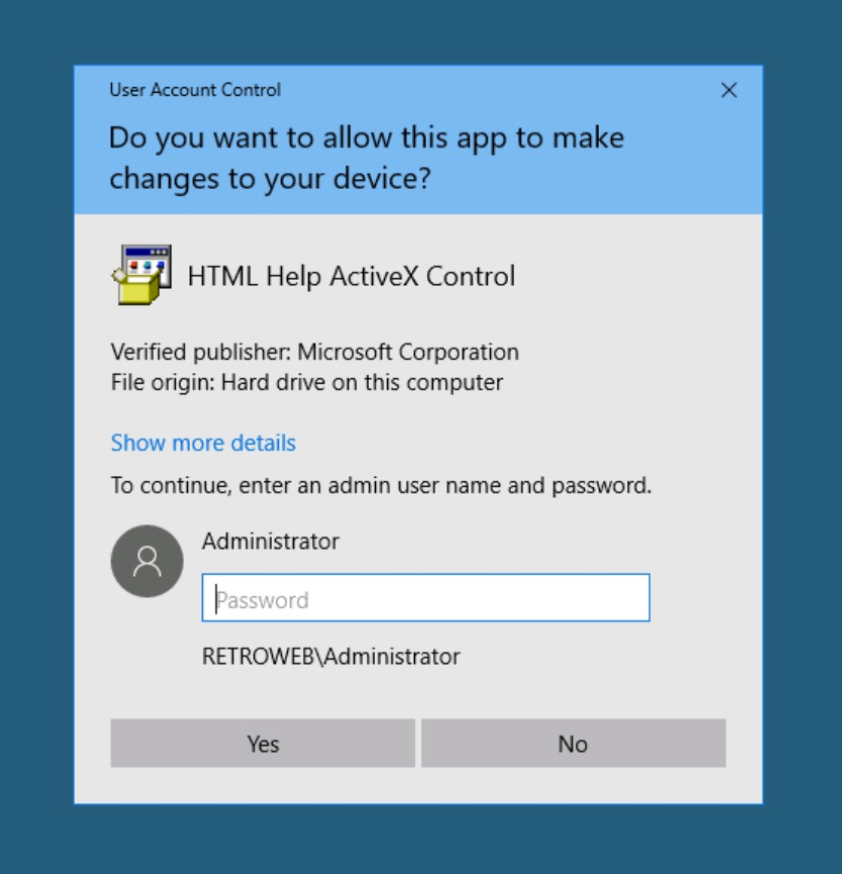 User Account Control
Do you want to allow this app to make
changes to your device?
HTML Help ActiveX Control
Verified publisher: Microsoft Corporation
File origin: Hard drive on this computer
Show more details
To continue, enter an admin user name and password.
Administrator
Password
RETROWEB\Administrator
Yes
No